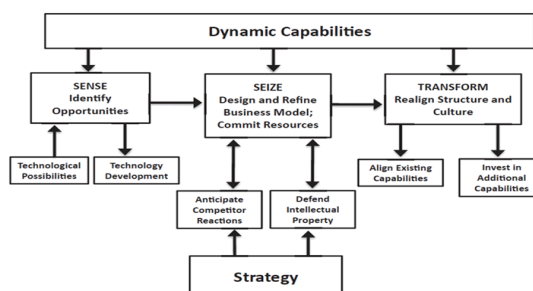 Dynamic Capabilities
SENSE
Identify
Opportunities
SEIZE
Design and Refine
Business Model;
Commit Resources
TRANSFORM
Realign Structure and
Culture
Technological
Possibilities
Technology
Development
Align Existing
Capabilities
Invest in
Additional
Capabilities
Anticipate
Competitor
Reactions
Defend
Intellectual
Property
Strategy